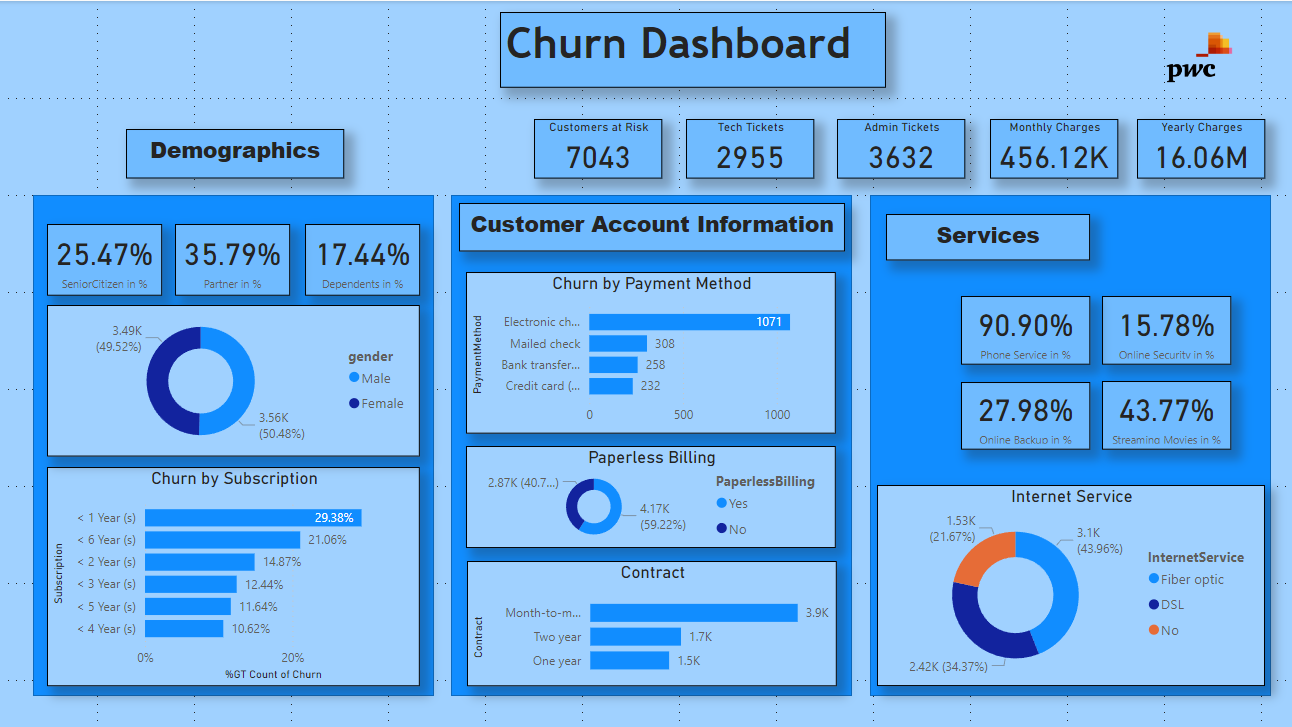 Churn Dashboard
pwc
Customers at Risk
7043
Tech Tickets
2955
Admin Tickets
3632
Monthly Charges
456.12K
Yearly Charges
16.06M
Demographics
25.47%
SeniorCitizen in %
35.79%
Partner in %
17.44%
Dependents in %
3.49K
(49.52%)
3.56K
(50.48%)
gender
Male
Female
Churn by Subscription
Subscription
< 1 Year (s) 29.38%
< 6 Year (s) 21.06%
< 2 Year (s) 14.87%
< 3 Year (s) 12.44%
< 5 Year (s) 11.64%
< 4 Year (s) 10.62%
0% 20%
%GT Count of Churn
Customer Account Information
Churn by Payment Method
PaymentMethod
Electronic ch... 1071
Mailed check 308
Bank transfer... 258
Credit card (... 232
0 500 1000
Paperless Billing
2.87K (40.7...)
4.17K
(59.22%)
PaperlessBilling
Yes
No
Contract
Contract
Month-to-m... 3.9K
Two year 1.7K
One year 1.5K
Services
90.90%
Phone Service in %
15.78%
Online Security in %
27.98%
Online Backup in %
43.77%
Streaming Movies in %
Internet Service
1.53K
(21.67%)
3.1K
(43.96%)
2.42K (34.37%)
InternetService
Fiber optic
DSL
No